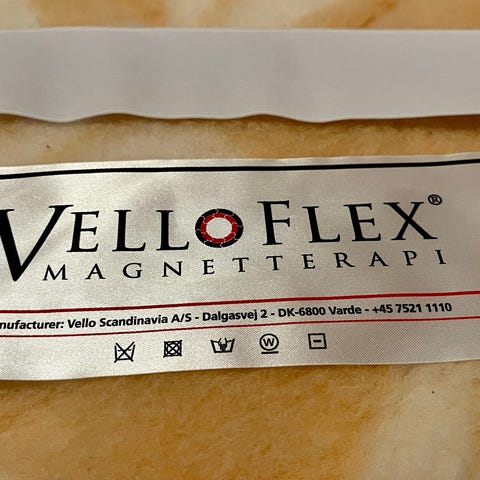 VELLOFLEX®
MAGNETTERAPI
nufacturer: Vello Scandinavia A/S - Dalgasvej 2 - DK-6800 Varde - +45 7521 1110
W